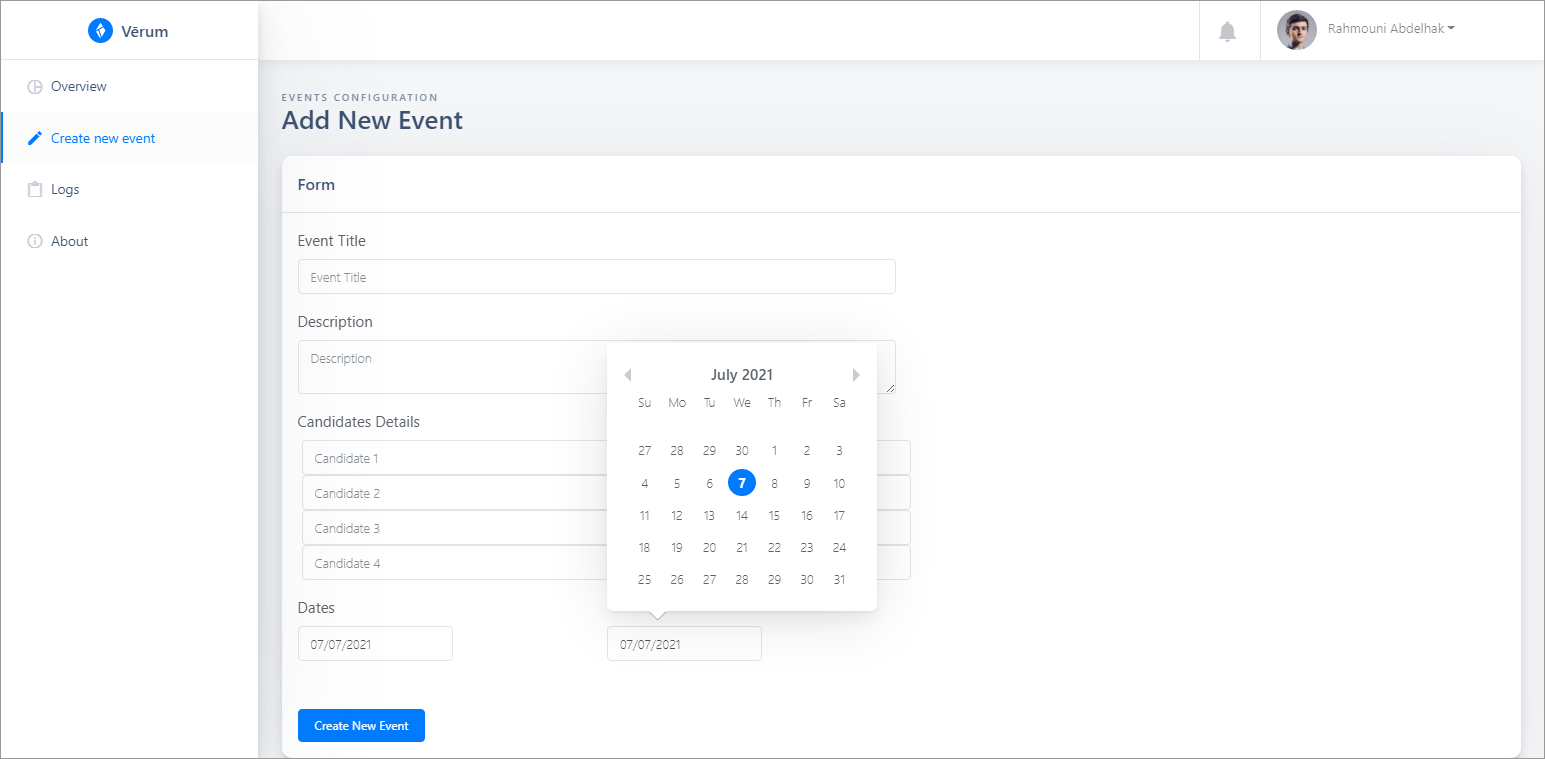 Vērum
Rahmouni Abdelhak
Overview
Create new event
Logs
About
EVENTS CONFIGURATION
Add New Event
Form
Event Title
Event Title
Description
Description
Candidates Details
Candidate 1
Candidate 2
Candidate 3
Candidate 4
July 2021
Su Mo Tu We Th Fr Sa
27 28 29 30 1 2 3
4 5 6 7 8 9 10
11 12 13 14 15 16 17
18 19 20 21 22 23 24
25 26 27 28 29 30 31
Dates
07/07/2021 07/07/2021
Create New Event